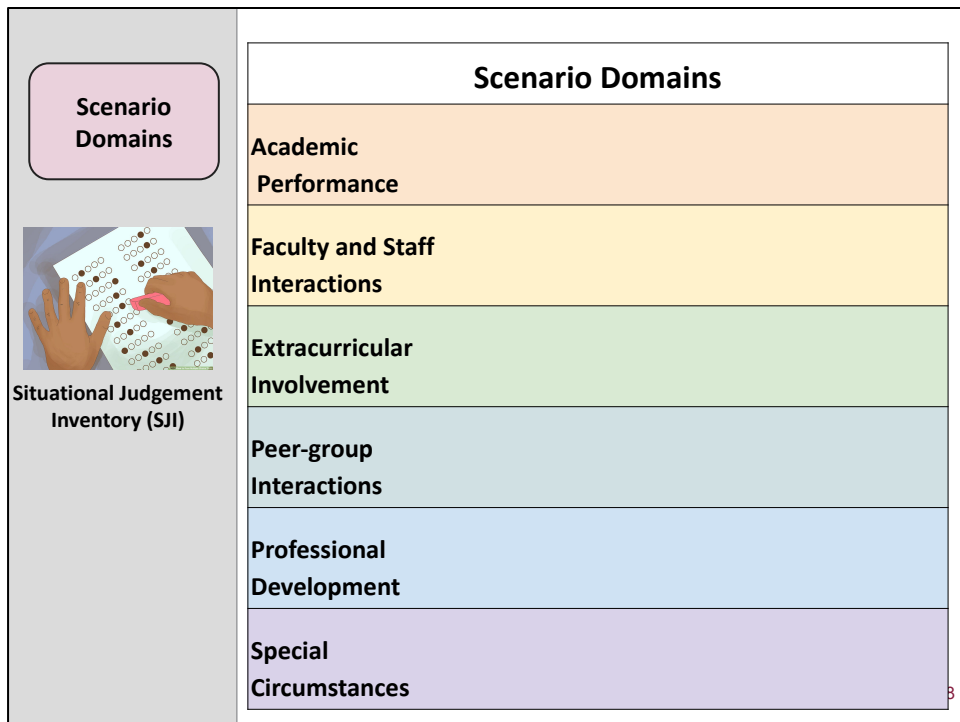 Scenario
Domains
Situational Judgement
Inventory (SJI)
Scenario Domains
Academic
Performance
Faculty and Staff
Interactions
Extracurricular
Involvement
Peer-group
Interactions
Professional
Development
Special
Circumstances